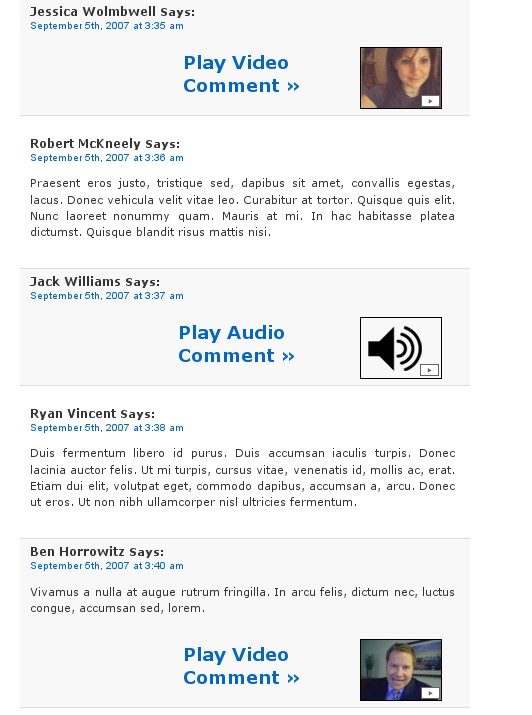 Jessica Wolmbwell Says:
September 5th, 2007 at 3:35 am
Play Video
Comment »
Robert McKneely Says:
September 5th, 2007 at 3:36 am
Praesent eros justo, tristique sed, dapibus sit amet, convallis egestas,
lacus. Donec vehicula velit vitae leo. Curabitur at tortor. Quisque quis elit.
Nunc laoreet nonummy quam. Mauris at mi. In hac habitasse platea
dictumst. Quisque blandit risus mattis nisi.
Jack Williams Says:
September 5th, 2007 at 3:37 am
Play Audio
Comment »
Ryan Vincent Says:
September 5th, 2007 at 3:38 am
Duis fermentum libero id purus. Duis accumsan iaculis turpis. Donec
lacinia auctor felis. Ut mi turpis, cursus vitae, venenatis id, mollis ac, erat.
Etiam dui elit, volutpat eget, commodo dapibus, accumsan a, arcu. Donec
ut eros. Ut non nibh ullamcorper nisl ultricies fermentum.
Ben Horrowitz Says:
September 5th, 2007 at 3:40 am
Vivamus a nulla at augue rutrum fringilla. In arcu felis, dictum nec, luctus
congue, accumsan sed, lorem.
Play Video
Comment »